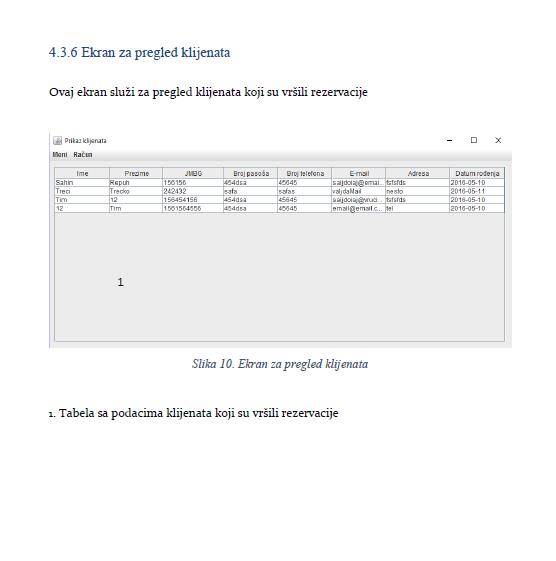 4.3.6 Ekran za pregled klijenata
Ovaj ekran služi za pregled klijenata koji su vršili rezervacije
Prikaz klijenata
Meni Račun
Ime Prezime JMBG Broj pasoša Broj telefona E-mail Adresa Datum rođenja
Sahin Repuh 156156 454dsa 45645 saijdoiaj@emai... fsfsfds 2016-05-10
Treci Trecko 242432 safa safas valjdaMail nesto 2016-05-11
Tim 12 156454156 454dsa 45645 saijdoiaj@vruci... fsfsfds 2016-05-10
12 Tim 1561564556 454dsa 45645 email@email.c... tel 2016-05-10
1
Slika 10. Ekran za pregled klijenata
1. Tabela sa podacima klijenata koji su vršili rezervacije